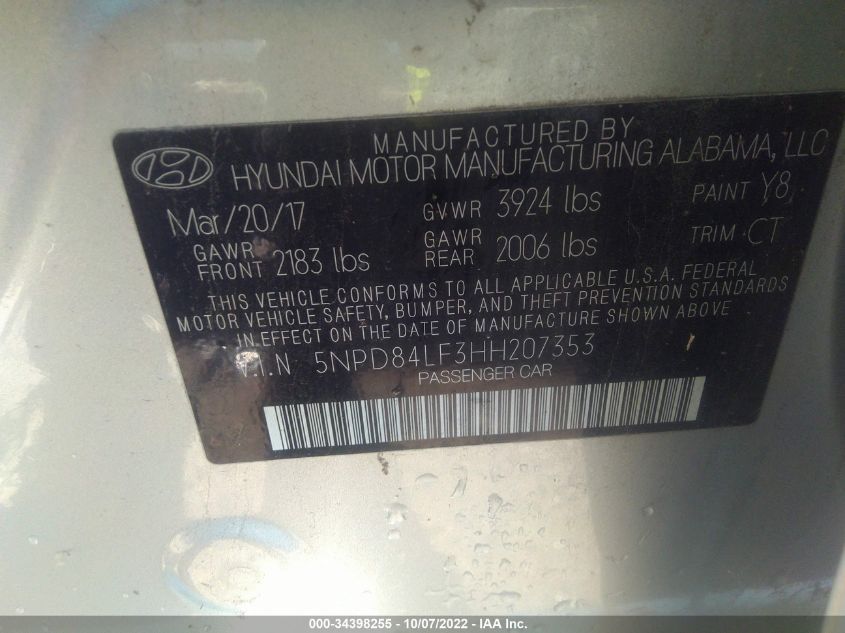 MANUFACTURED BY
HYUNDAI MOTOR MANUFACTURING ALABAMA, LLC
Mar/20/17 GVWR 3924 lbs PAINT Y8
GAWR FRONT 2183 lbs GAWR REAR 2006 lbs TRIM CT
THIS VEHICLE CONFORMS TO ALL APPLICABLE U.S.A. FEDERAL
MOTOR VEHICLE SAFETY, BUMPER, AND THEFT PREVENTION STANDARDS
IN EFFECT ON THE DATE OF MANUFACTURE SHOWN ABOVE
V.I.N 5NPD84LF3HH207353
PASSENGER CAR
000-34398255 - 10/07/2022 - IAA Inc.